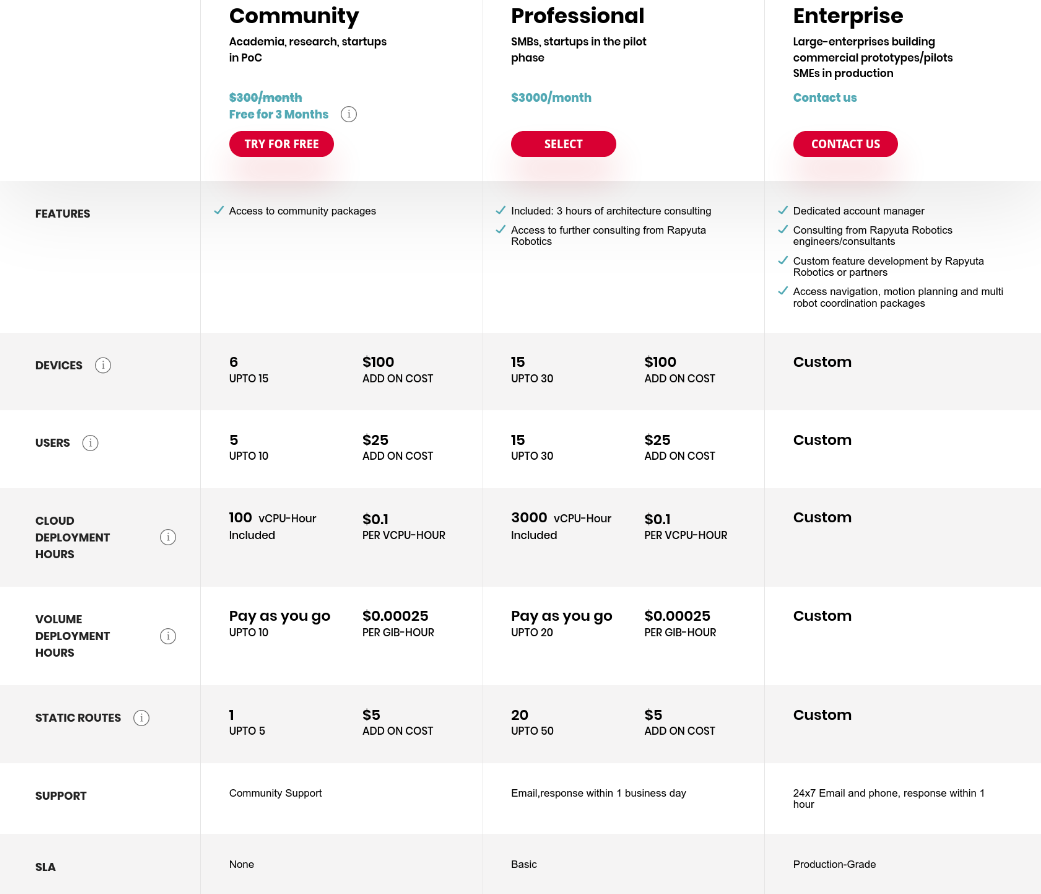 Community
Academia, research, startups
in PoC
$300/month
Free for 3 Months
TRY FOR FREE
Professional
SMBs, startups in the pilot
phase
$3000/month
SELECT
Enterprise
Large-enterprises building
commercial prototypes/pilots
SMEs in production
Contact us
CONTACT US
FEATURES
Access to community packages
Included: 3 hours of architecture consulting
Access to further consulting from Rapyuta
Robotics
Dedicated account manager
Consulting from Rapyuta Robotics
engineers/consultants
Custom feature development by Rapyuta
Robotics or partners
Access navigation, motion planning and multi
robot coordination packages
DEVICES
6
UPTO 15
$100
ADD ON COST
15
UPTO 30
$100
ADD ON COST
Custom
USERS
5
UPTO 10
$25
ADD ON COST
15
UPTO 30
$25
ADD ON COST
Custom
CLOUD
DEPLOYMENT
HOURS
100 vCPU-Hour
Included
$0.1
PER VCPU-HOUR
3000 vCPU-Hour
Included
$0.1
PER VCPU-HOUR
Custom
VOLUME
DEPLOYMENT
HOURS
Pay as you go
UPTO 10
$0.00025
PER GIB-HOUR
Pay as you go
UPTO 20
$0.00025
PER GIB-HOUR
Custom
STATIC ROUTES
1
UPTO 5
$5
ADD ON COST
20
UPTO 50
$5
ADD ON COST
Custom
SUPPORT
Community Support
Email,response within 1 business day
24x7 Email and phone, response within 1
hour
SLA
None
Basic
Production-Grade